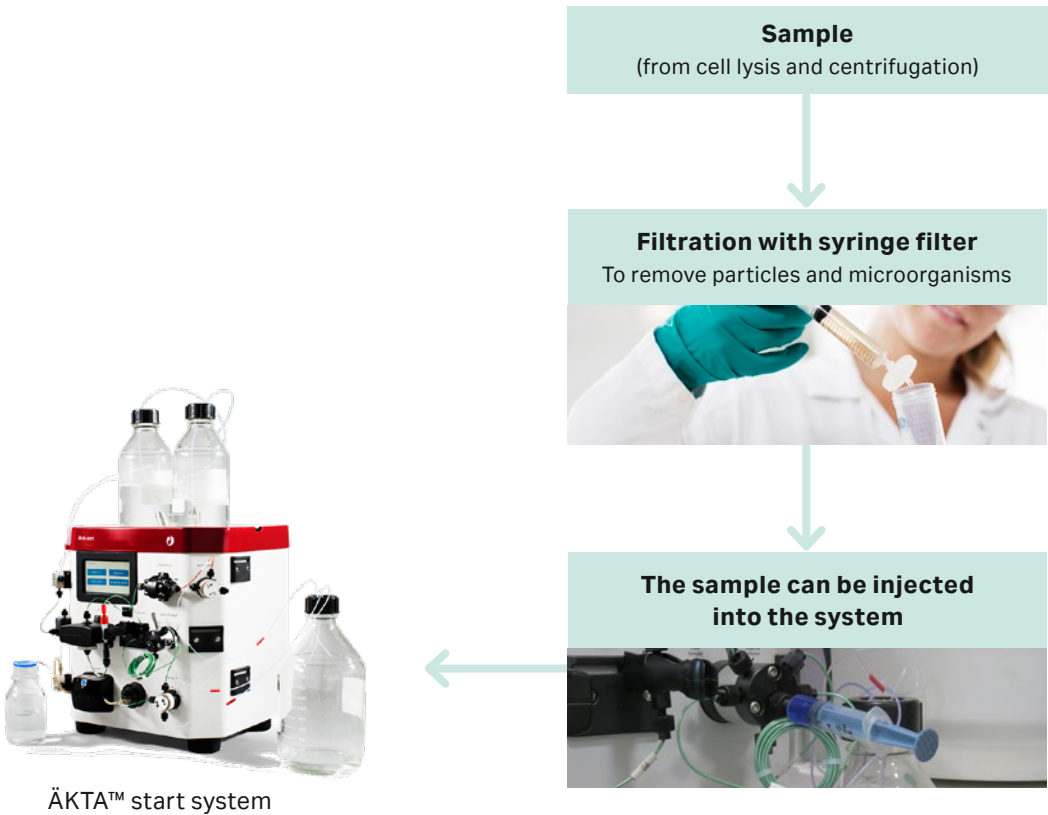 Sample
(from cell lysis and centrifugation)
Filtration with syringe filter
To remove particles and microorganisms
The sample can be injected
into the system
ÄKTA™ start system